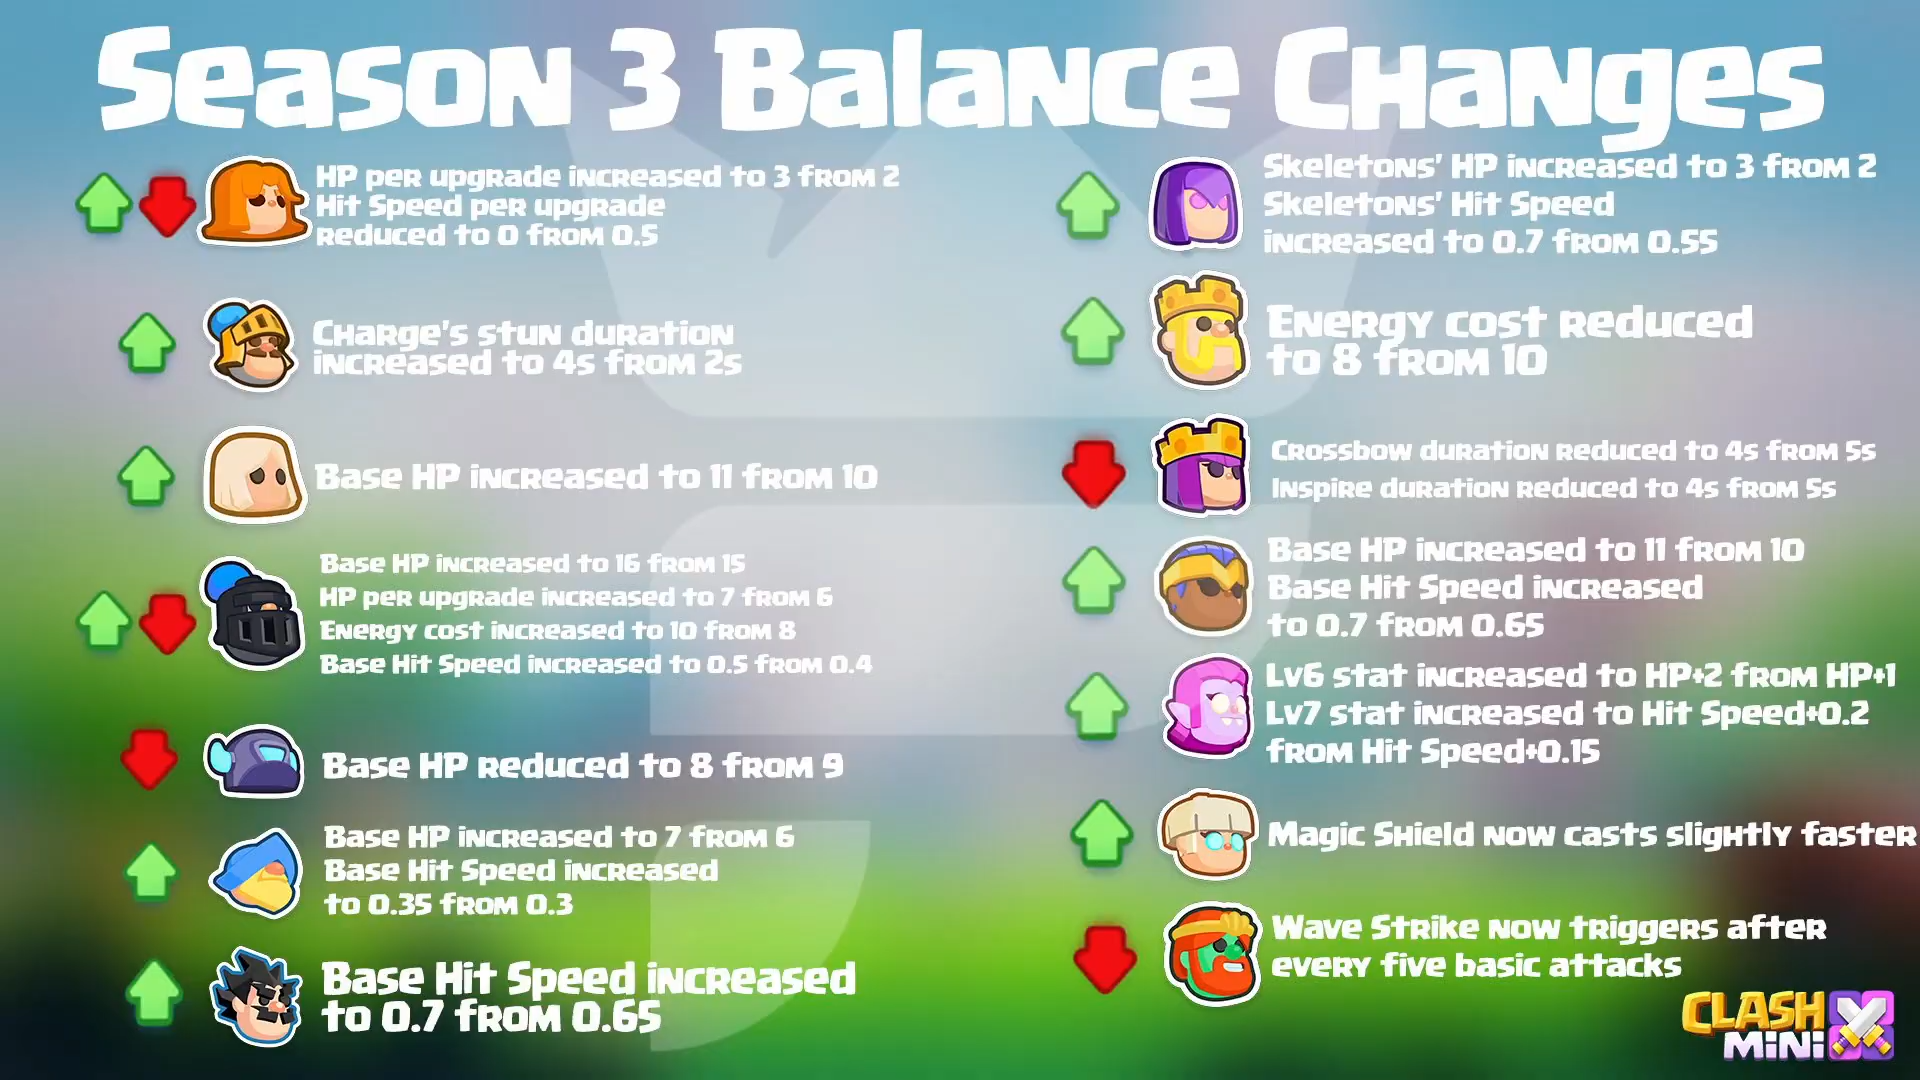 Season 3 Balance Changes
HP per upgrade increased to 3 from 2
Hit Speed per upgrade
reduced to 0 from 0.5
Charge's stun duration
increased to 4s from 2s
Base HP increased to 11 from 10
Base HP increased to 16 from 15
HP per upgrade increased to 7 from 6
Energy cost increased to 10 from 8
Base Hit Speed increased to 0.5 from 0.4
Base HP reduced to 8 from 9
Base HP increased to 7 from 6
Base Hit Speed increased
to 0.35 from 0.3
Base Hit Speed increased
to 0.7 from 0.65
Skeletons' HP increased to 3 from 2
Skeletons' Hit Speed
increased to 0.7 from 0.55
Energy cost reduced
to 8 from 10
Crossbow duration reduced to 4s from 5s
Inspire duration reduced to 4s from 5s
Base HP increased to 11 from 10
Base Hit Speed increased
to 0.7 from 0.65
Lv6 stat increased to HP+2 from HP+1
Lv7 stat increased to Hit Speed+0.2
from Hit Speed+0.15
Magic Shield now casts slightly faster
Wave Strike now triggers after
every five basic attacks
CLASH
MINI